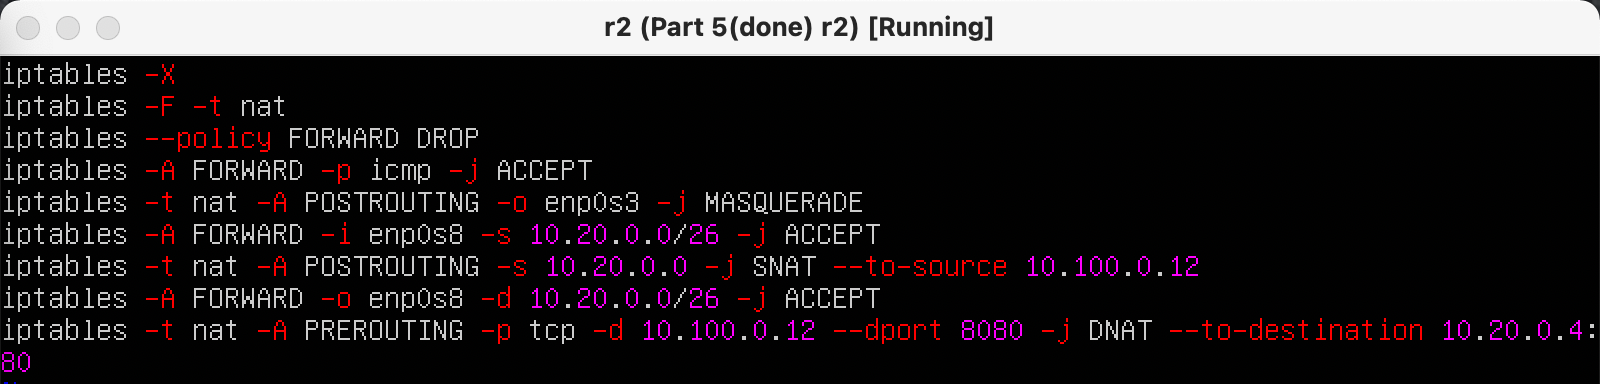 r2 (Part 5(done) r2) [Running]
iptables -X
iptables -F -t nat
iptables --policy FORWARD DROP
iptables -A FORWARD -p icmp -j ACCEPT
iptables -t nat -A POSTROUTING -o enp0s3 -j MASQUERADE
iptables -A FORWARD -i enp0s8 -s 10.20.0.0/26 -j ACCEPT
iptables -t nat -A POSTROUTING -s 10.20.0.0 -j SNAT --to-source 10.100.0.12
iptables -A FORWARD -o enp0s8 -d 10.20.0.0/26 -j ACCEPT
iptables -t nat -A PREROUTING -p tcp -d 10.100.0.12 --dport 8080 -j DNAT --to-destination 10.20.0.4:
80